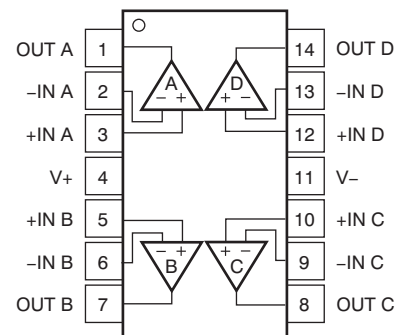 OUT A 1 14 OUT D
−IN A 2 A D 13 −IN D
− + + −
+IN A 3 12 +IN D
V+ 4 11 V−
+IN B 5 10 +IN C
− + + −
−IN B 6 B C 9 −IN C
OUT B 7 8 OUT C